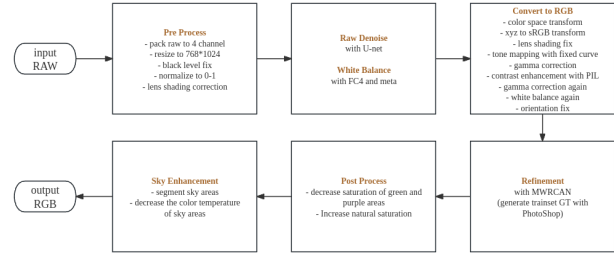 input
RAW
Pre Process
- pack raw to 4 channel
- resize to 768*1024
- black level fix
- normalize to 0-1
- lens shading correction
Raw Denoise
with U-net
White Balance
with FC4 and meta
Convert to RGB
- color space transform
- xyz to sRGB transform
- lens shading fix
- tone mapping with fixed curve
- gamma correction
- contrast enhancement with PIL
- gamma correction again
- white balance again
- orientation fix
Refinement
with MWRCAN
(generate trainset GT with
PhotoShop)
Post Process
- decrease saturation of green and
purple areas
- Increase natural saturation
Sky Enhancement
- segment sky areas
- decrease the color temperature
of sky areas
output
RGB